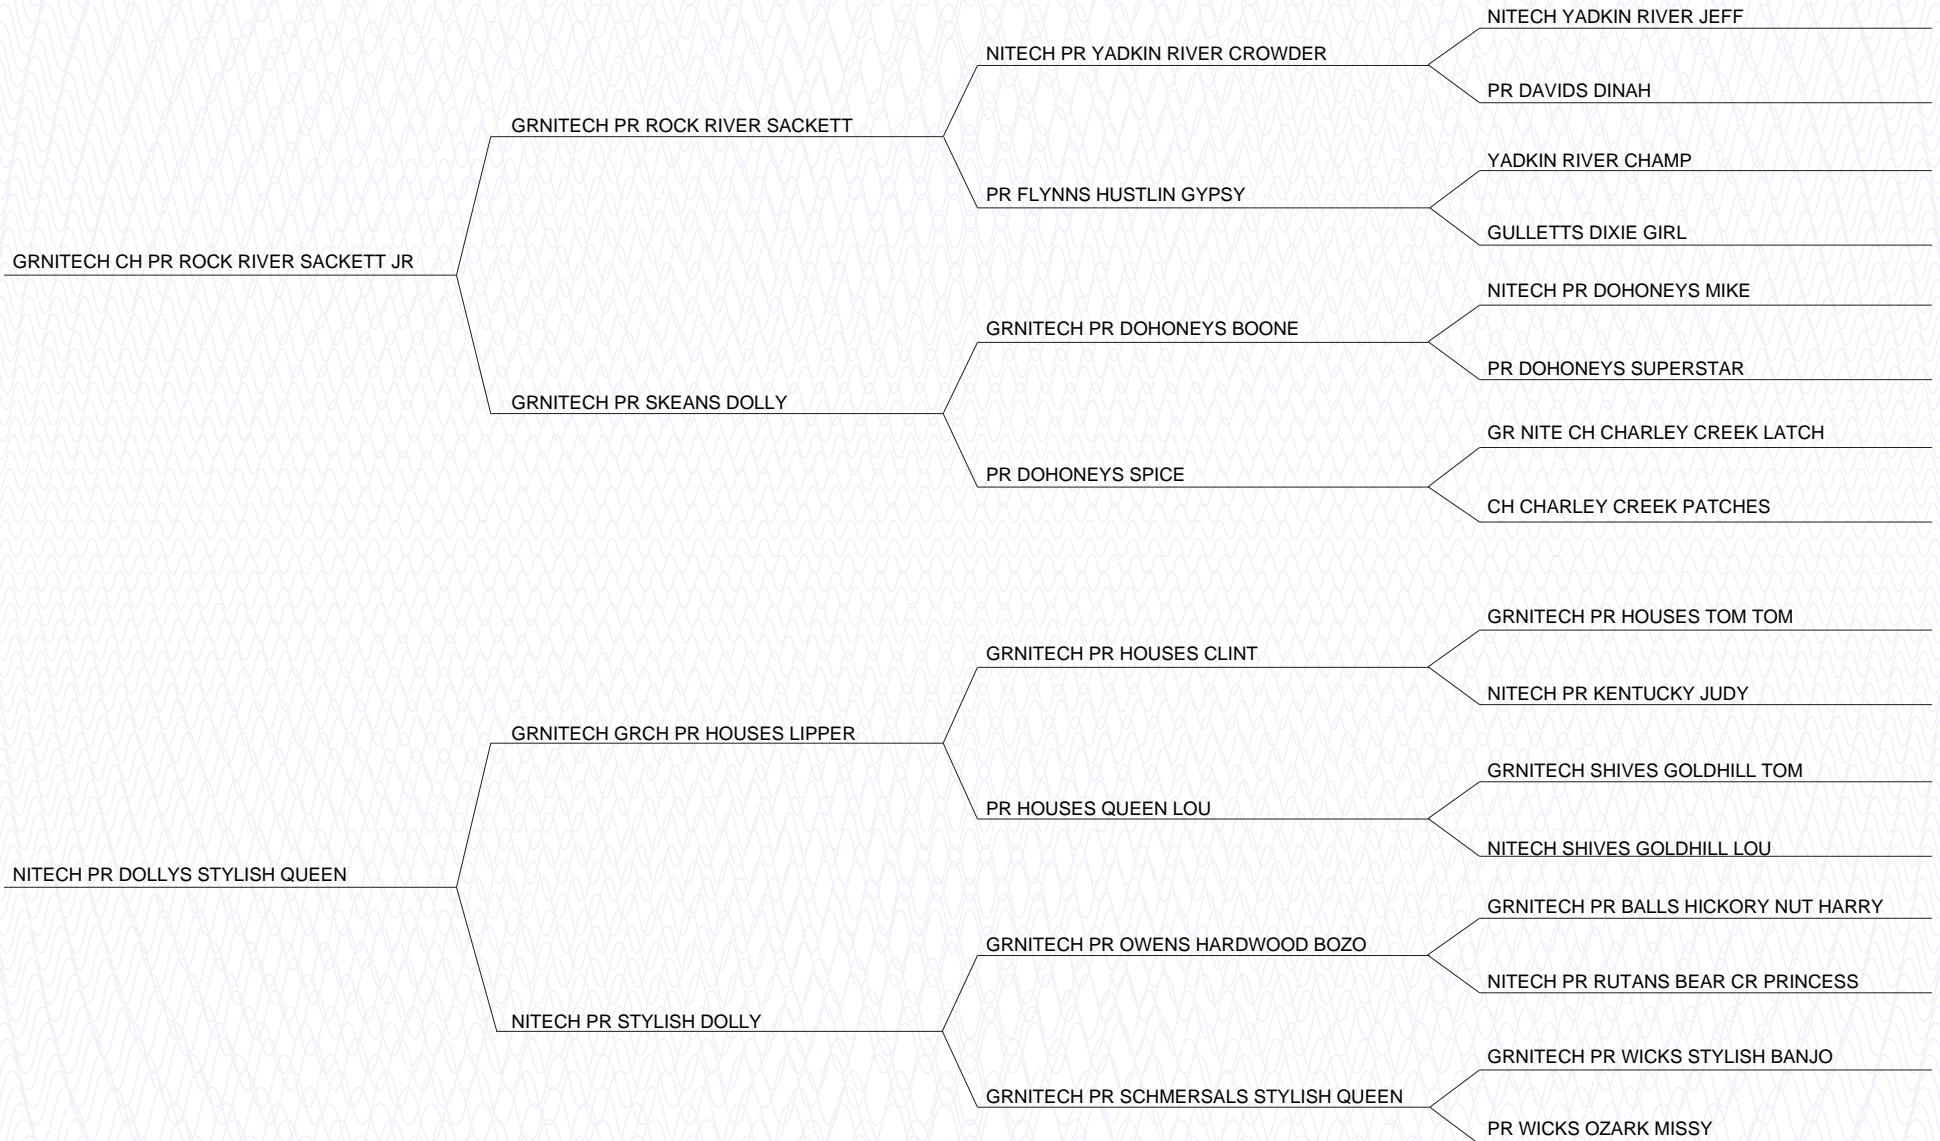 NITECH YADKIN RIVER JEFF
NITECH PR YADKIN RIVER CROWDER
PR DAVIDS DINAH
GRNITECH PR ROCK RIVER SACKETT
YADKIN RIVER CHAMP
PR FLYNNS HUSTLIN GYPSY
GULLETTS DIXIE GIRL
GRNITECH CH PR ROCK RIVER SACKETT JR
NITECH PR DOHONEYS MIKE
GRNITECH PR DOHONEYS BOONE
PR DOHONEYS SUPERSTAR
GRNITECH PR SKEANS DOLLY
GR NITE CH CHARLEY CREEK LATCH
PR DOHONEYS SPICE
CH CHARLEY CREEK PATCHES
GRNITECH PR HOUSES TOM TOM
GRNITECH PR HOUSES CLINT
NITECH PR KENTUCKY JUDY
GRNITECH GRCH PR HOUSES LIPPER
GRNITECH SHIVES GOLDHILL TOM
PR HOUSES QUEEN LOU
NITECH SHIVES GOLDHILL LOU
NITECH PR DOLLYS STYLISH QUEEN
GRNITECH PR BALLS HICKORY NUT HARRY
GRNITECH PR OWENS HARDWOOD BOZO
NITECH PR RUTANS BEAR CR PRINCESS
NITECH PR STYLISH DOLLY
GRNITECH PR WICKS STYLISH BANJO
GRNITECH PR SCHMERSALS STYLISH QUEEN
PR WICKS OZARK MISSY